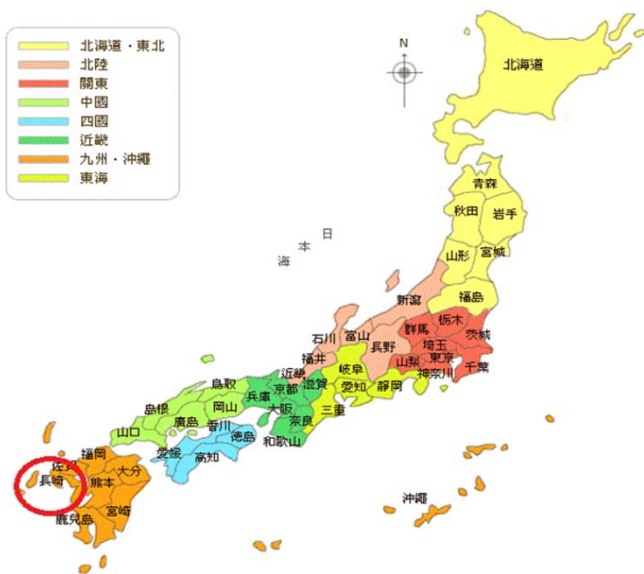 北海道・東北
北陸
關東
中國
四國
近畿
九州・沖繩
東海
N
北海道
青森
秋田
岩手
山形
宮城
日本海
新瀉
福島
石川
富山
群馬
栃木
茨城
長野
埼玉
福井
岐阜
山梨
東京
千葉
神奈川
近畿
京都
滋賀
愛知
靜岡
鳥取
兵庫
島根
岡山
大阪
三重
廣島
香川
奈良
山口
徳島
和歌山
愛媛
高知
福岡
佐賀
大分
長崎
熊本
沖繩
鹿兒島
宮崎